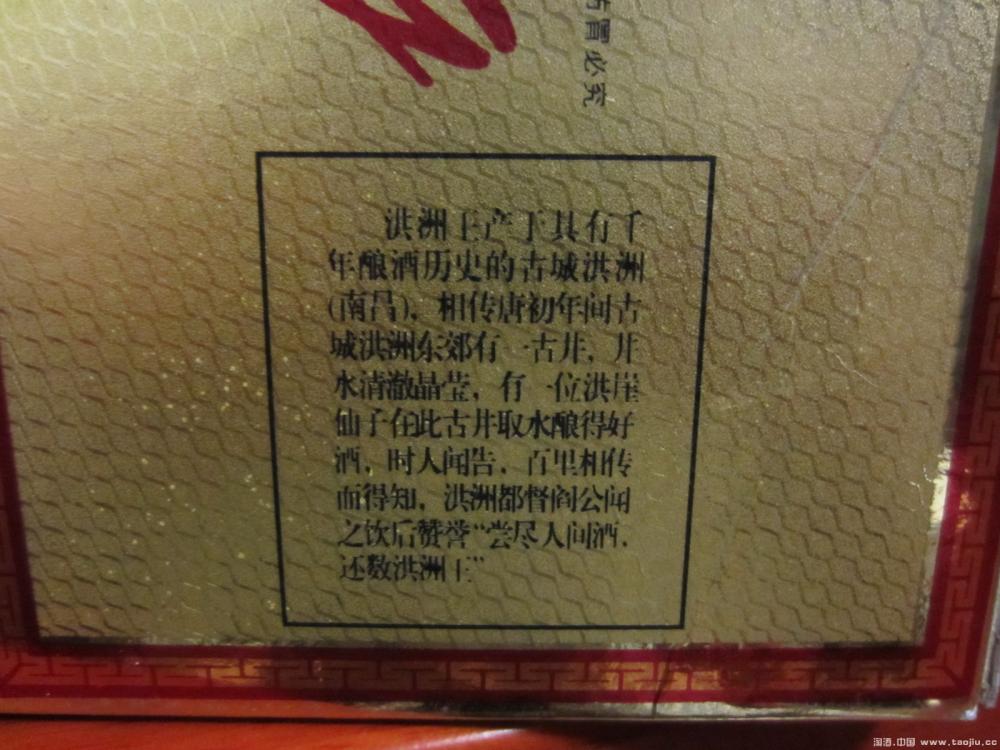 冒必究
洪洲王产于具有千
年酿酒历史的古城洪洲
(南昌),相传唐初年间古
城洪洲东郊有一古井,井
水清澈晶莹,有一位洪崖
仙子在此古井取水酿得好
酒,时人闻告,百里相传
而得知,洪洲都督阎公闻
之饮后赞誉“尝尽人间酒,
还数洪洲王”
淘酒.中国 www.taojiu.cc